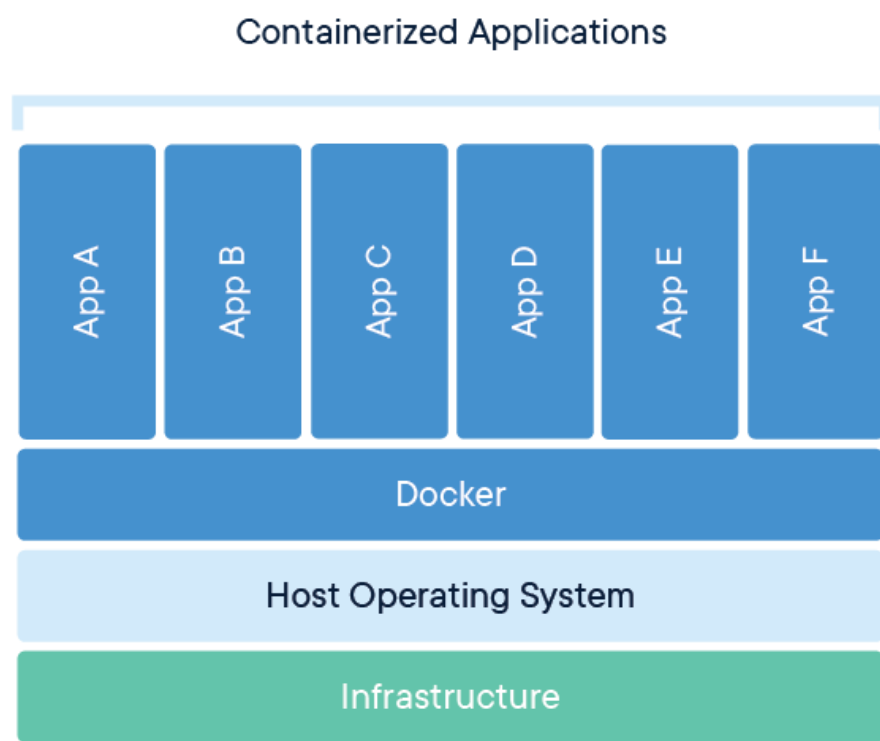 Containerized Applications
App A
App B
App C
App D
App E
App F
Docker
Host Operating System
Infrastructure